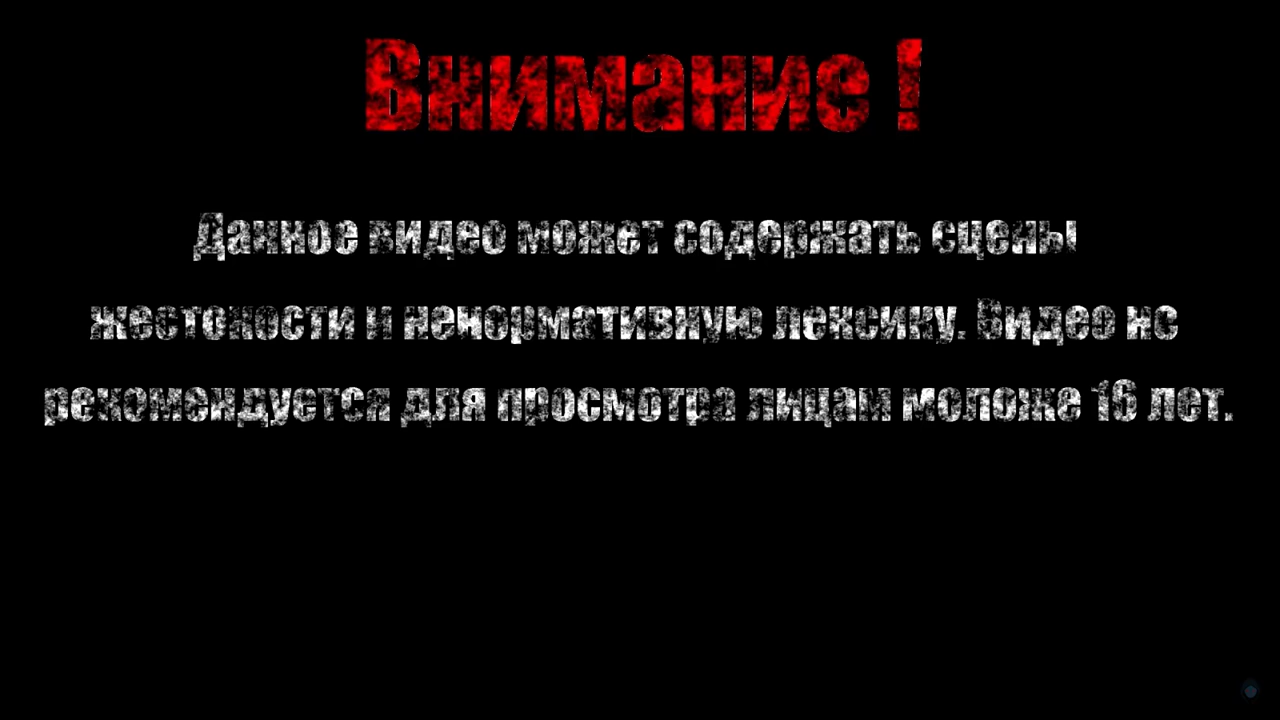 Внимание !
Данное видео может содержать сцены
жестокости и ненормативную лексику. Видео не
рекомендуется для просмотра лицам моложе 16 лет.